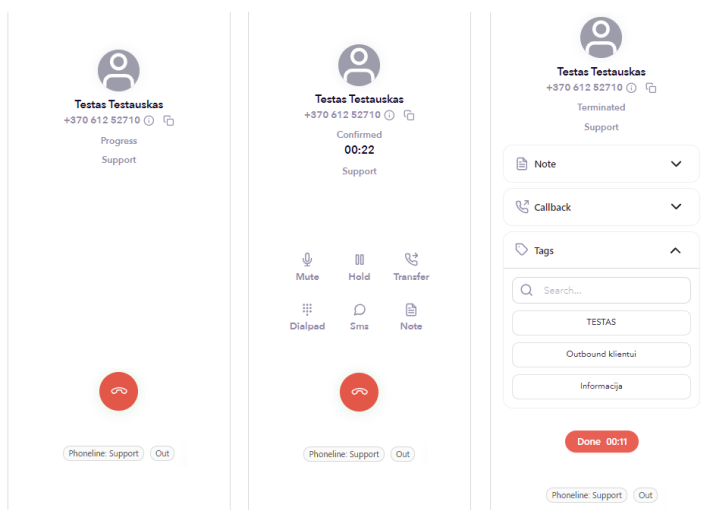 Testas Testauskas
+370 612 52710
Progress
Support
Phoneline: Support Out
Testas Testauskas
+370 612 52710
Confirmed
00:22
Support
Mute Hold Transfer
Dialpad Sms Note
Phoneline: Support Out
Testas Testauskas
+370 612 52710
Terminated
Support
Note
Callback
Tags
Search...
TESTAS
Outbound klientui
Informacija
Done 00:11
Phoneline: Support Out